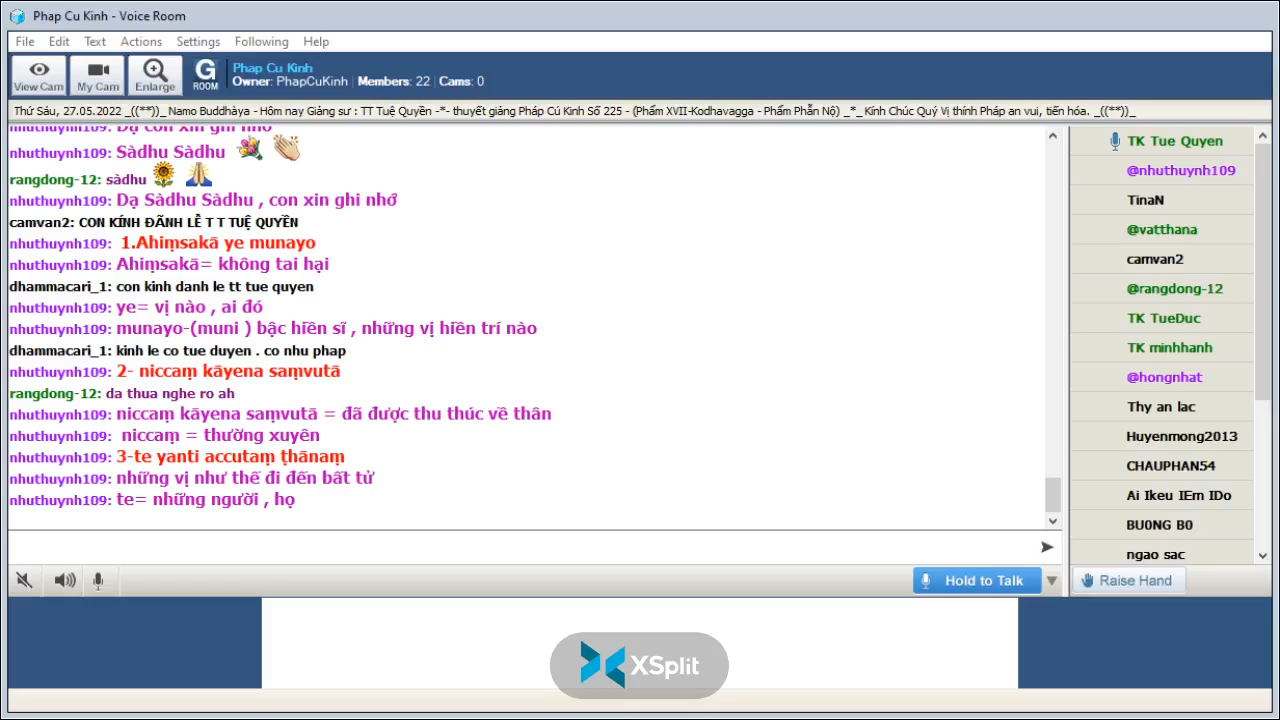 Phap Cu Kinh - Voice Room
File Edit Text Actions Settings Following Help
View Cam My Cam Enlarge G ROOM
Phap Cu Kinh
Owner: PhapCuKinh Members: 22 Cams: 0
Thứ Sáu, 27.05.2022 _((**))_ Namo Buddhàya - Hôm nay Giảng sư : TT Tuệ Quyền -*- thuyết giảng Pháp Cú Kinh Số 225 - (Phẩm XVII-Kodhavagga - Phẩm Phẫn Nộ) _*_ Kính Chúc Quý Vị thính Pháp an vui, tiến hóa. _((**))_
Dạ con xin ghi nhớ
nhuthuynh109: Sàdhu Sàdhu
rangdong-12: sàdhu
nhuthuynh109: Dạ Sàdhu Sàdhu , con xin ghi nhớ
camvan2: CON KÍNH ĐÃNH LỄ T T TUỆ QUYỀN
nhuthuynh109: 1.Ahiṃsakā ye munayo
nhuthuynh109: Ahiṃsakā= không tai hại
dhammacari_1: con kinh danh le tt tue quyen
nhuthuynh109: ye= vị nào , ai đó
nhuthuynh109: munayo-(muni ) bậc hiền sĩ , những vị hiền trí nào
dhammacari_1: kinh le co tue duyen . co nhu phap
nhuthuynh109: 2- niccaṃ kāyena saṃvutā
rangdong-12: da thua nghe ro ah
nhuthuynh109: niccaṃ kāyena saṃvutā = đã được thu thúc về thân
nhuthuynh109: niccaṃ = thường xuyên
nhuthuynh109: 3-te yanti accutaṃ ṭhānaṃ
nhuthuynh109: những vị như thế đi đến bất tử
nhuthuynh109: te= những người , họ
TK Tue Quyen
@nhuthuynh109
TinaN
@vatthana
camvan2
@rangdong-12
TK TueDuc
TK minhhanh
@hongnhat
Thy an lac
Huyenmong2013
CHAUPHAN54
Ai Ikeu IEm IDo
BU0NG B0
ngao sac
Hold to Talk
Raise Hand
XSplit